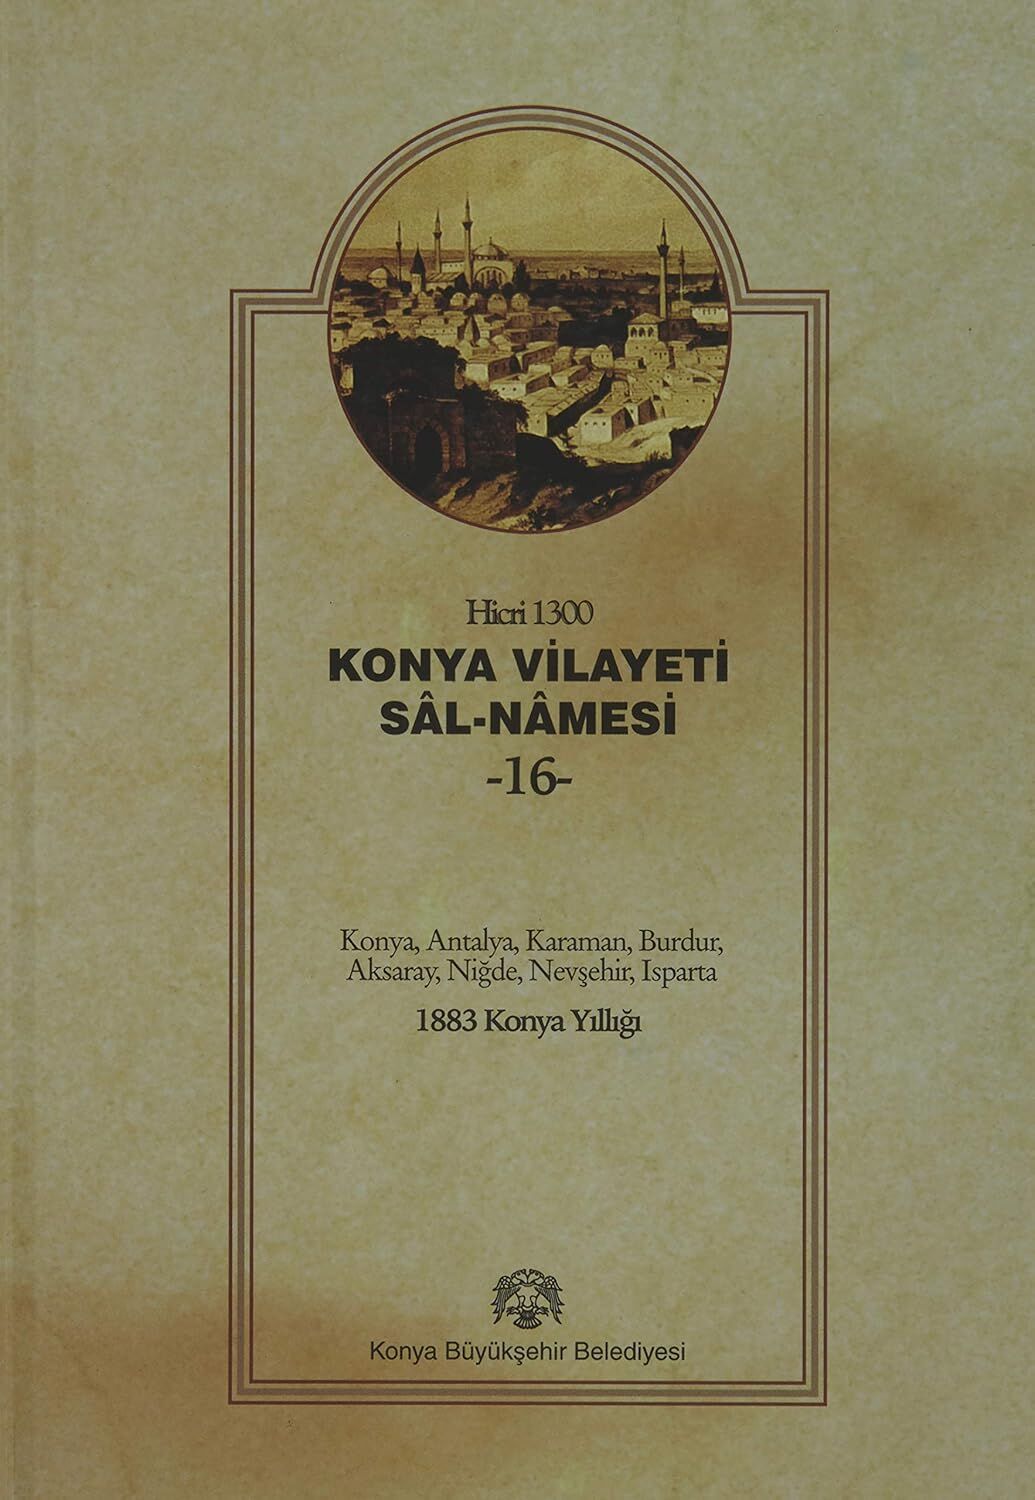 Hicri 1300
KONYA VİLAYETİ
SÂL-NÂMESİ
-16-
Konya, Antalya, Karaman, Burdur,
Aksaray, Niğde, Nevşehir, Isparta
1883 Konya Yıllığı
Konya Büyükşehir Belediyesi